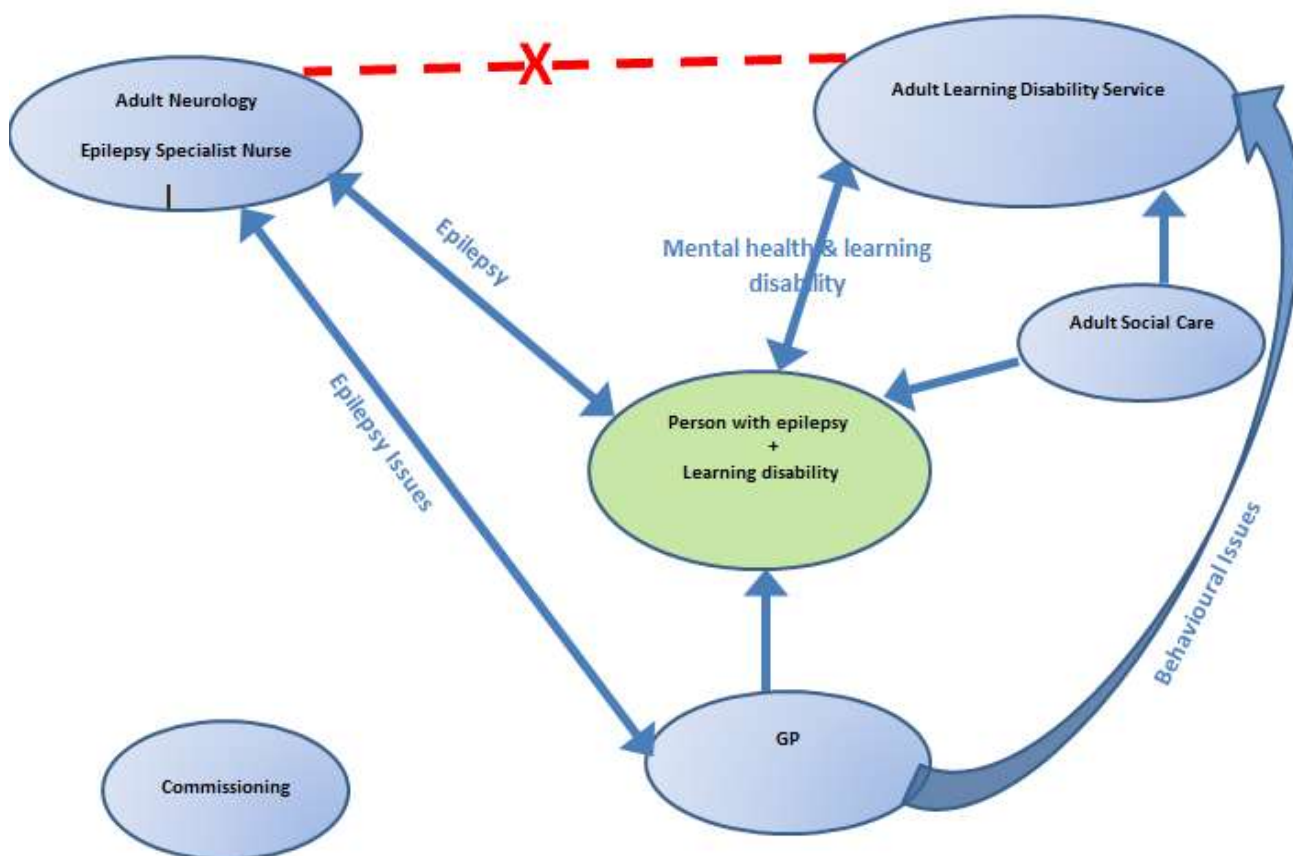 X
Adult Neurology
Epilepsy Specialist Nurse
Adult Learning Disability Service
Epilepsy
Mental health & learning
disability
Adult Social Care
Epilepsy Issues
Person with epilepsy
+
Learning disability
Behavioural Issues
GP
Commissioning